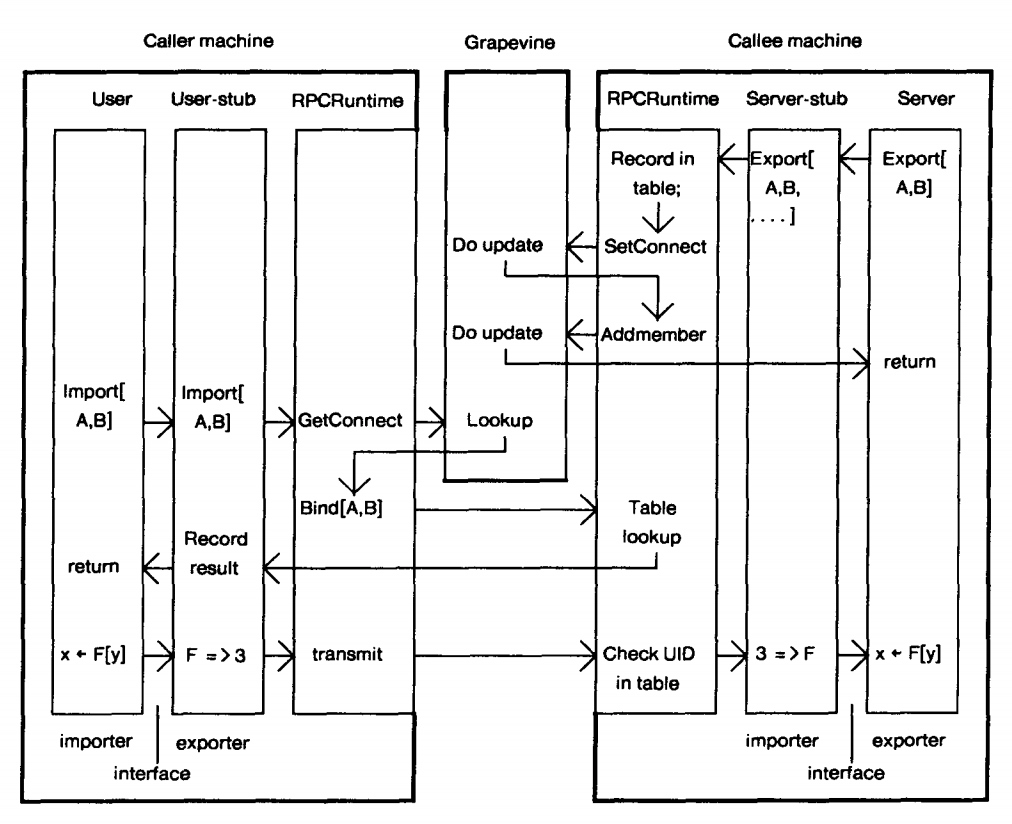 Caller machine Grapevine Callee machine
User User-stub RPCRuntime RPCRuntime Server-stub Server
Record in Export[ Export[
table; A,B, A,B]
. . . . ]
Do update SetConnect
Do update Addmember
return
Import[ Import[
A,B] A,B] GetConnect Lookup
Bind[A,B] Table
Record lookup
return result
x ← F[y] F => 3 transmit Check UID 3 => F x ← F[y]
in table
importer exporter importer exporter
interface interface